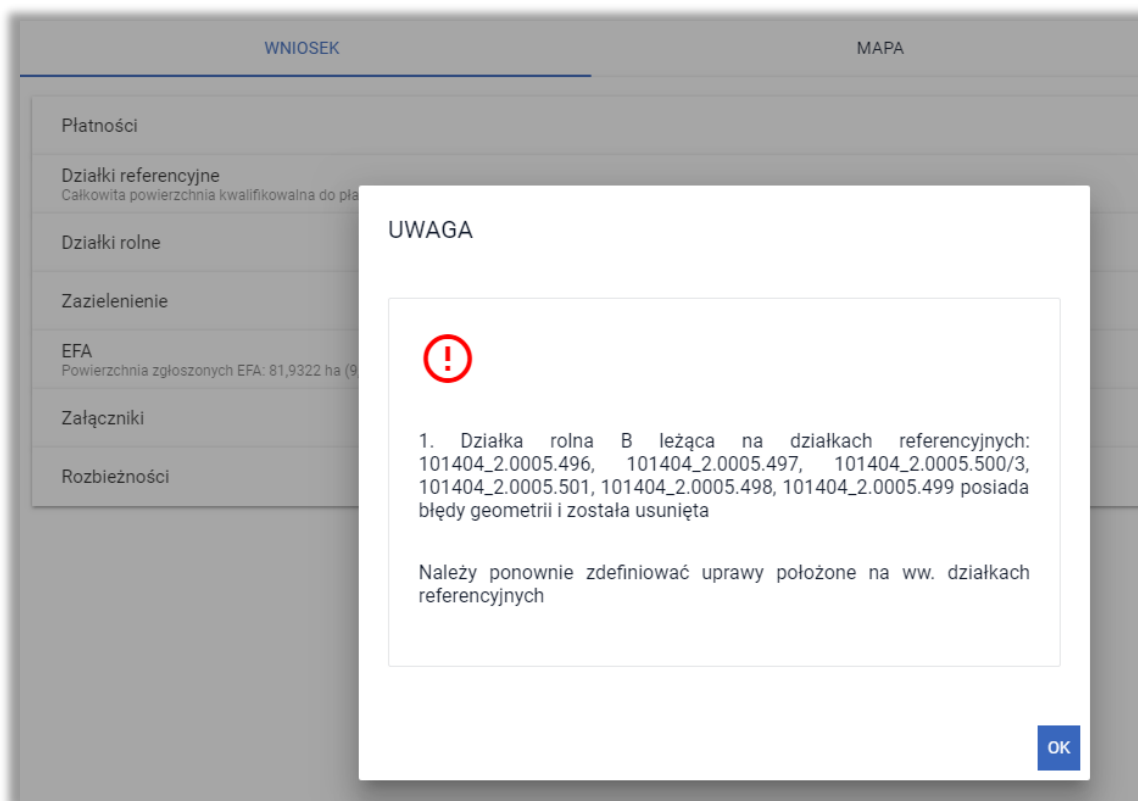 WNIOSEK
MAPA
Płatności
Działki referencyjne
Całkowita powierzchnia kwalifikowalna do pła
Działki rolne
Zazielenienie
EFA
Powierzchnia zgłoszonych EFA: 81,9322 ha (9,
Załączniki
Rozbieżności
UWAGA
1. Działka rolna B leżąca na działkach referencyjnych:
101404_2.0005.496, 101404_2.0005.497, 101404_2.0005.500/3,
101404_2.0005.501, 101404_2.0005.498, 101404_2.0005.499 posiada
błędy geometrii i została usunięta
Należy ponownie zdefiniować uprawy położone na ww. działkach
referencyjnych
OK